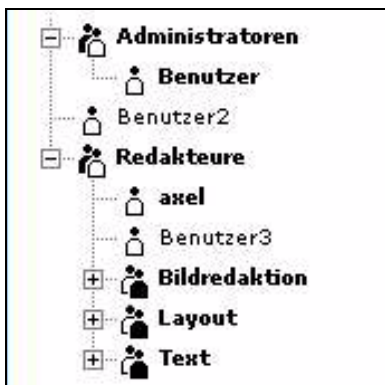 Administratoren
Benutzer
Benutzer2
Redakteure
axel
Benutzer3
Bildredaktion
Layout
Text